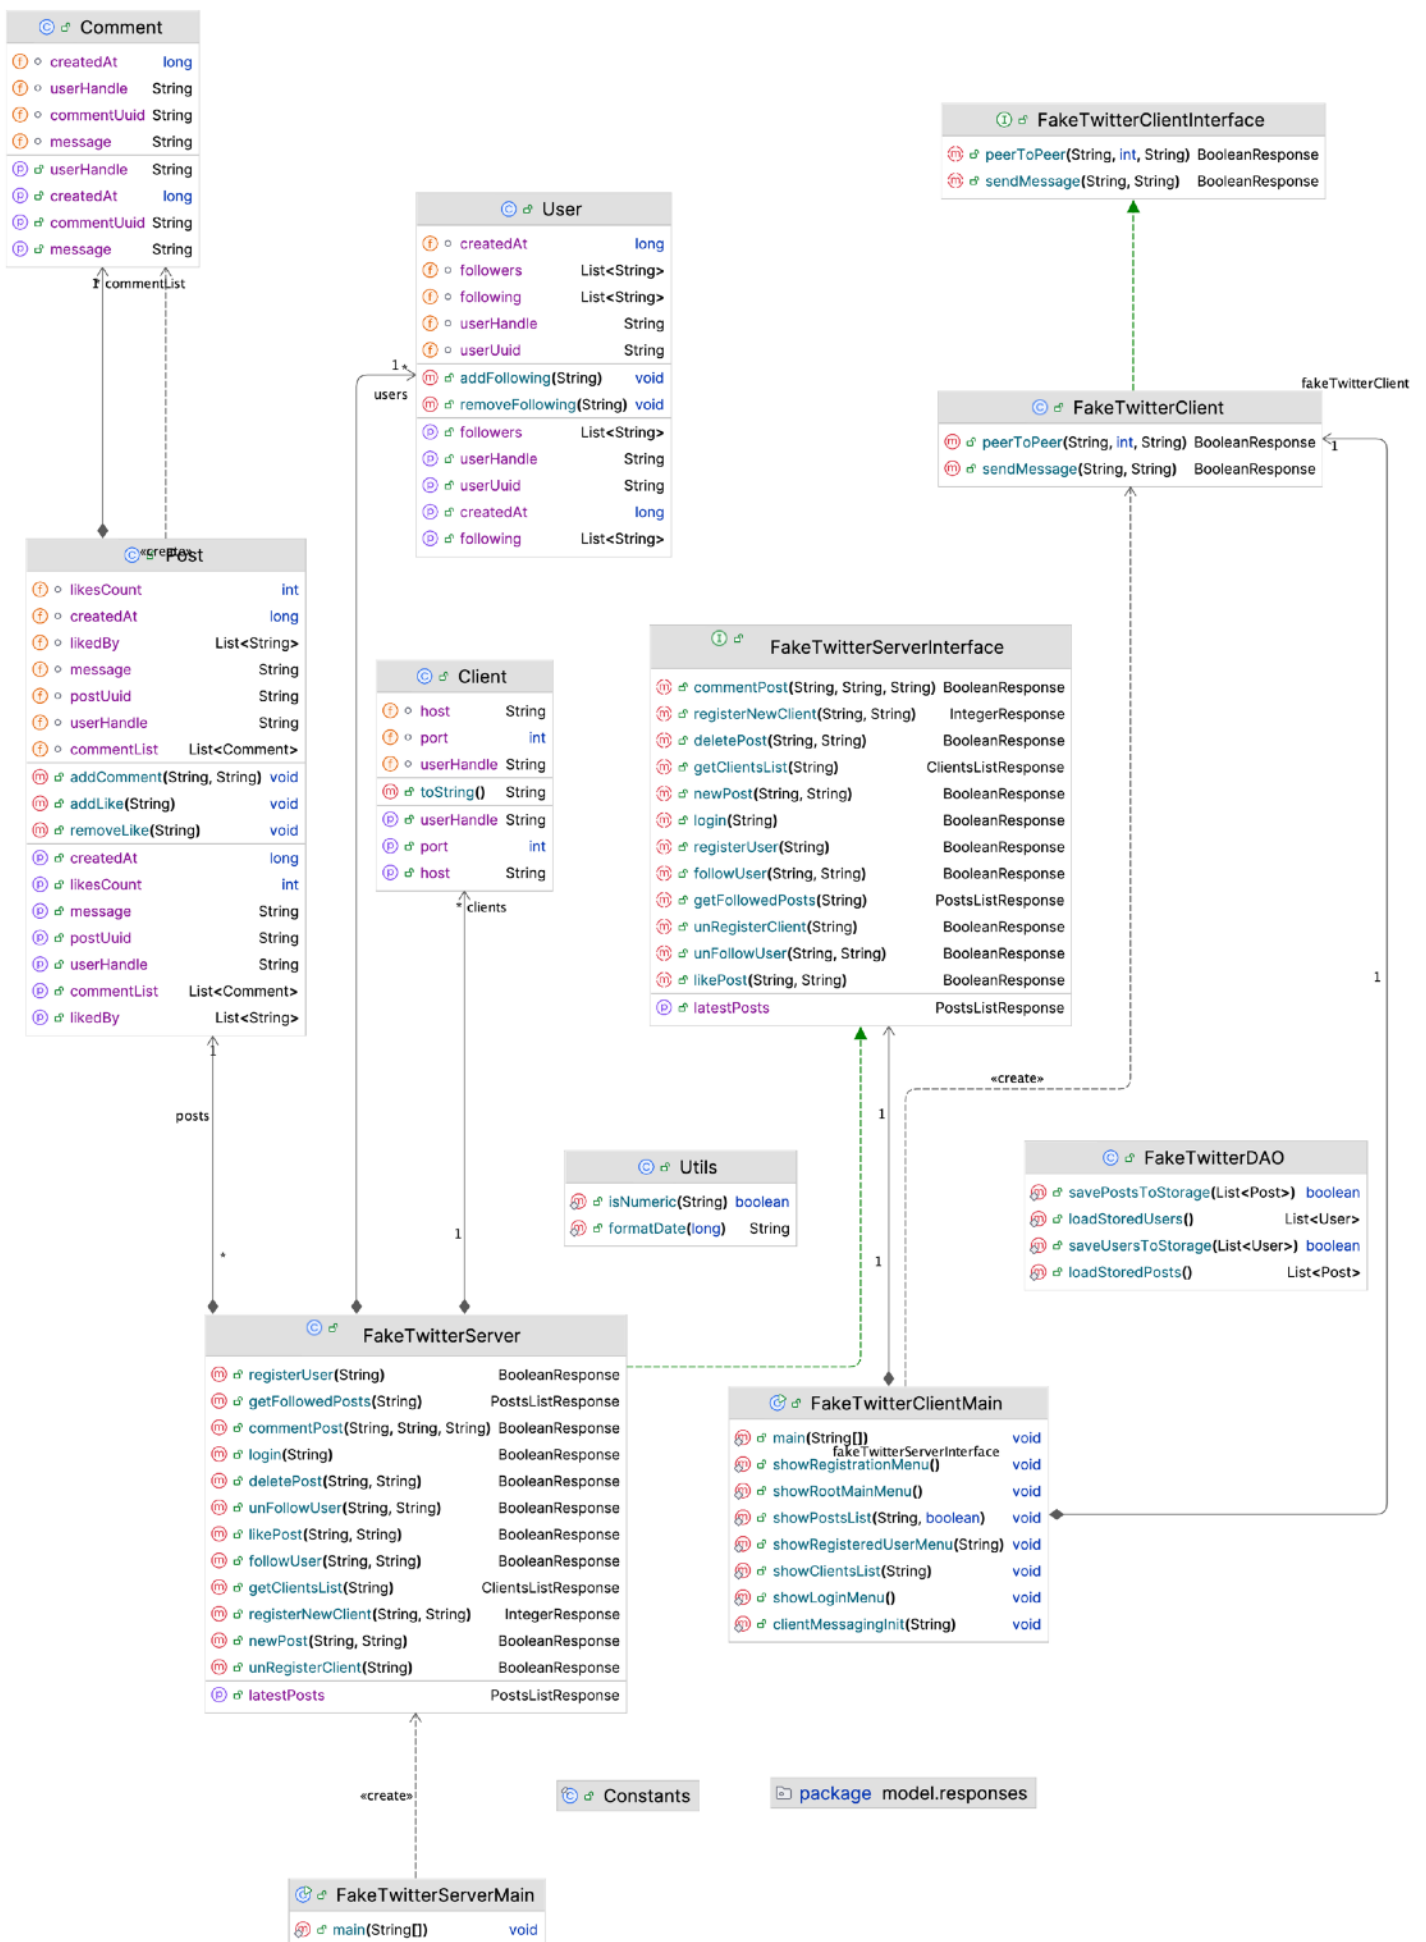 Comment
createdAt long
userHandle String
commentUuid String
message String
userHandle String
createdAt long
commentUuid String
message String
1 commentList
«create»
User
createdAt long
followers List<String>
following List<String>
userHandle String
userUuid String
addFollowing(String) void
removeFollowing(String) void
followers List<String>
userHandle String
userUuid String
createdAt long
following List<String>
1 *
users
FakeTwitterClientInterface
peerToPeer(String, int, String) BooleanResponse
sendMessage(String, String) BooleanResponse
fakeTwitterClient
FakeTwitterClient
peerToPeer(String, int, String) BooleanResponse
sendMessage(String, String) BooleanResponse
1
1
Post
likesCount int
createdAt long
likedBy List<String>
message String
postUuid String
userHandle String
commentList List<Comment>
addComment(String, String) void
addLike(String) void
removeLike(String) void
createdAt long
likesCount int
message String
postUuid String
userHandle String
commentList List<Comment>
likedBy List<String>
1
posts
*
Client
host String
port int
userHandle String
toString() String
userHandle String
port int
host String
* clients
1
FakeTwitterServerInterface
commentPost(String, String, String) BooleanResponse
registerNewClient(String, String) IntegerResponse
deletePost(String, String) BooleanResponse
getClientsList(String) ClientsListResponse
newPost(String, String) BooleanResponse
login(String) BooleanResponse
registerUser(String) BooleanResponse
followUser(String, String) BooleanResponse
getFollowedPosts(String) PostsListResponse
unRegisterClient(String) BooleanResponse
unFollowUser(String, String) BooleanResponse
likePost(String, String) BooleanResponse
latestPosts PostsListResponse
«create»
1
1
Utils
isNumeric(String) boolean
formatDate(long) String
FakeTwitterDAO
savePostsToStorage(List<Post>) boolean
loadStoredUsers() List<User>
saveUsersToStorage(List<User>) boolean
loadStoredPosts() List<Post>
FakeTwitterServer
registerUser(String) BooleanResponse
getFollowedPosts(String) PostsListResponse
commentPost(String, String, String) BooleanResponse
login(String) BooleanResponse
deletePost(String, String) BooleanResponse
unFollowUser(String, String) BooleanResponse
likePost(String, String) BooleanResponse
followUser(String, String) BooleanResponse
getClientsList(String) ClientsListResponse
registerNewClient(String, String) IntegerResponse
newPost(String, String) BooleanResponse
unRegisterClient(String) BooleanResponse
latestPosts PostsListResponse
FakeTwitterClientMain
main(String[]) void
fakeTwitterServerInterface
showRegistrationMenu() void
showRootMainMenu() void
showPostsList(String, boolean) void
showRegisteredUserMenu(String) void
showClientsList(String) void
showLoginMenu() void
clientMessagingInit(String) void
«create»
Constants
package model.responses
FakeTwitterServerMain
main(String[]) void